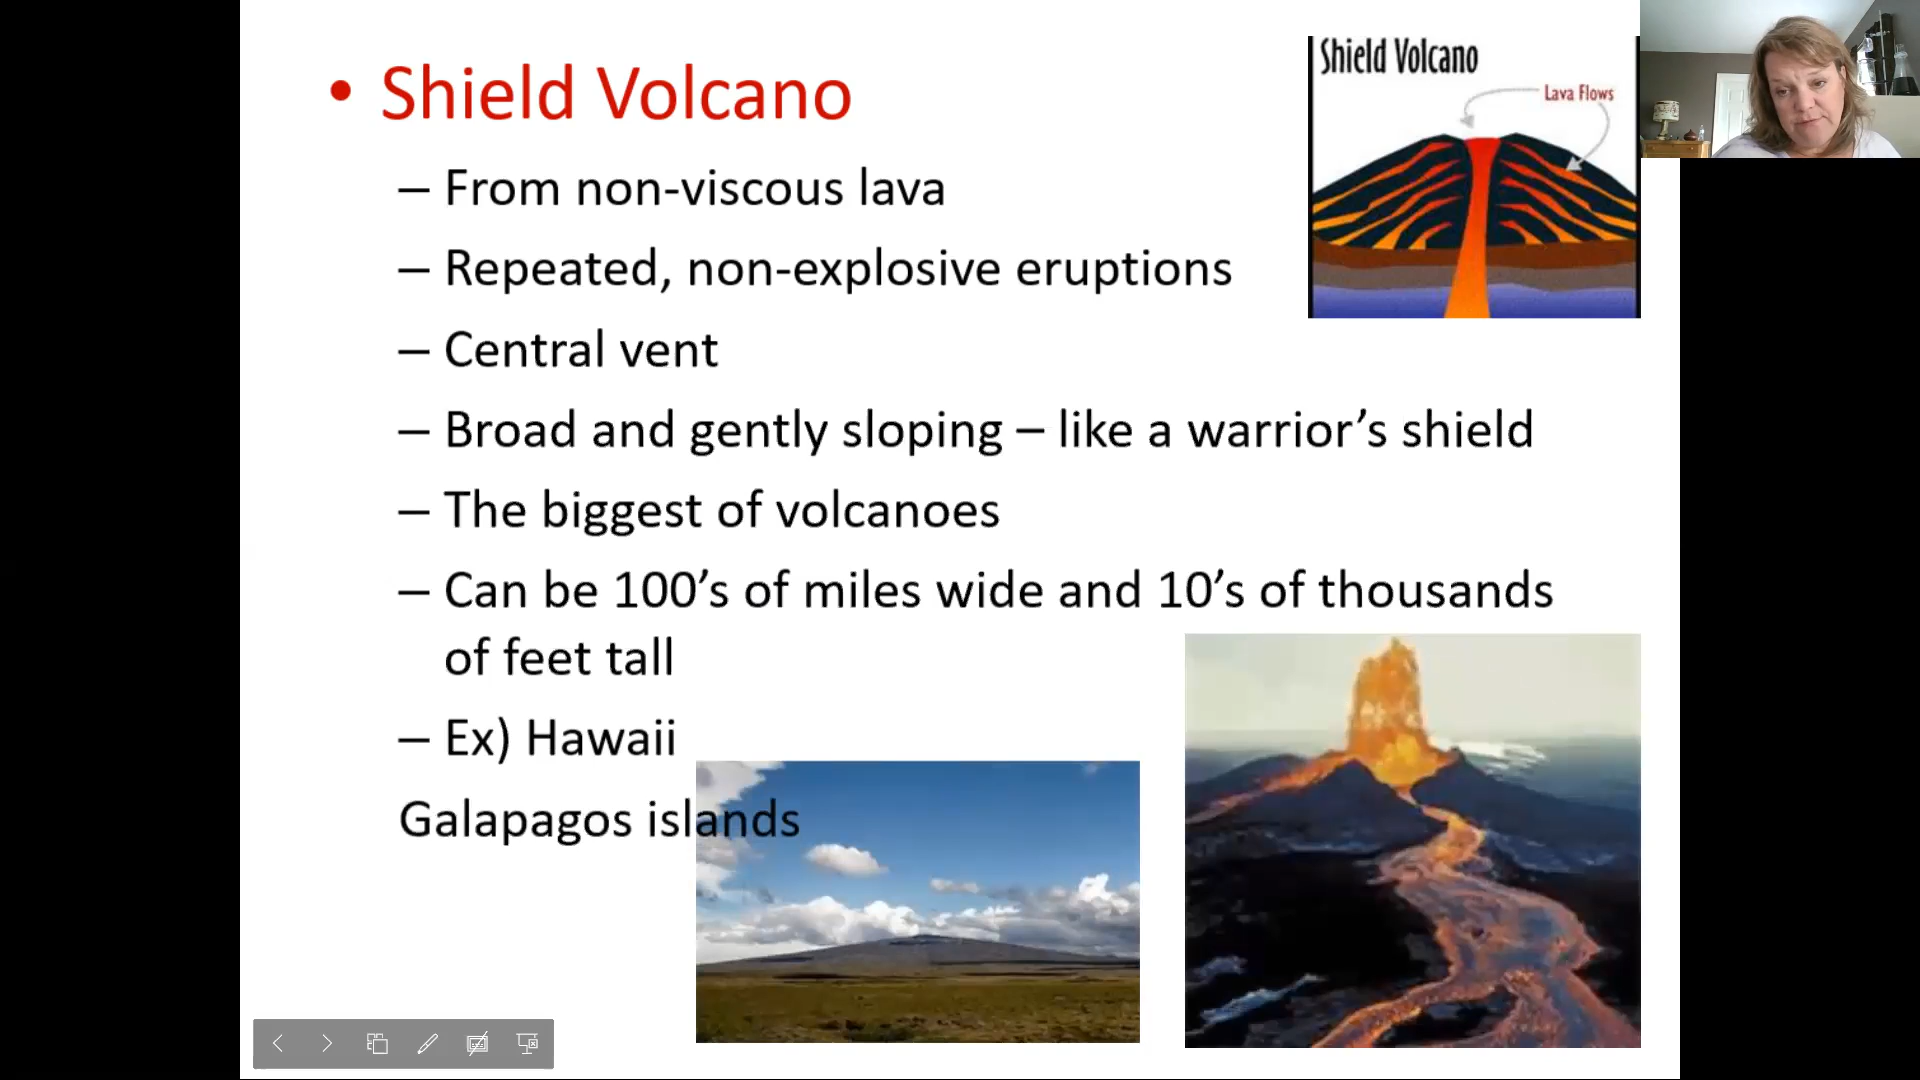 • Shield Volcano
– From non-viscous lava
– Repeated, non-explosive eruptions
– Central vent
– Broad and gently sloping – like a warrior’s shield
– The biggest of volcanoes
– Can be 100’s of miles wide and 10’s of thousands
of feet tall
– Ex) Hawaii
Galapagos islands
Shield Volcano
Lava Flows